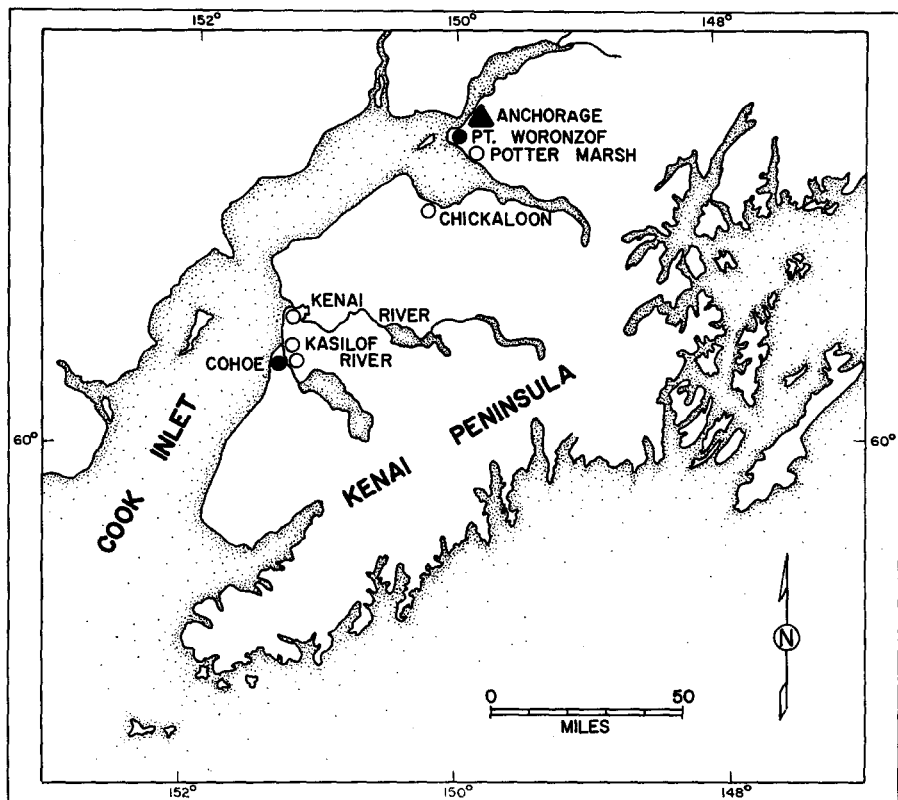 152° 150° 148°
ANCHORAGE
PT. WORONZOF
POTTER MARSH
CHICKALOON
KENAI
RIVER
KASILOF
RIVER
COHOE
COOK INLET
KENAI PENINSULA
60° 60°
N
0 50
MILES
152° 150° 148°